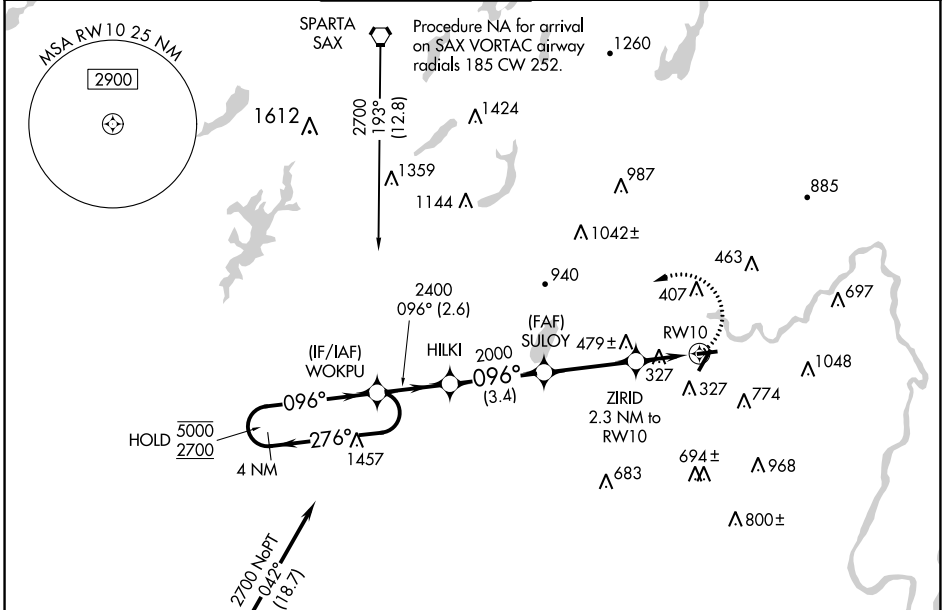 MSA RW10 25 NM
2900
SPARTA
SAX
Procedure NA for arrival
on SAX VORTAC airway
radials 185 CW 252.
1260
2700
193°
(12.8)
1612
1424
1359
1144
987
885
1042±
463
940
407
697
2400
096° (2.6)
(IF/IAF)
WOKPU
HILKI
2000
096°
(3.4)
(FAF)
SULOY
479±
RW10
327
1048
ZIRID
2.3 NM to
RW10
327
774
096°
HOLD
5000
2700
276°
4 NM
1457
683
694±
968
800±
2700 NoPT
042°
(18.7)